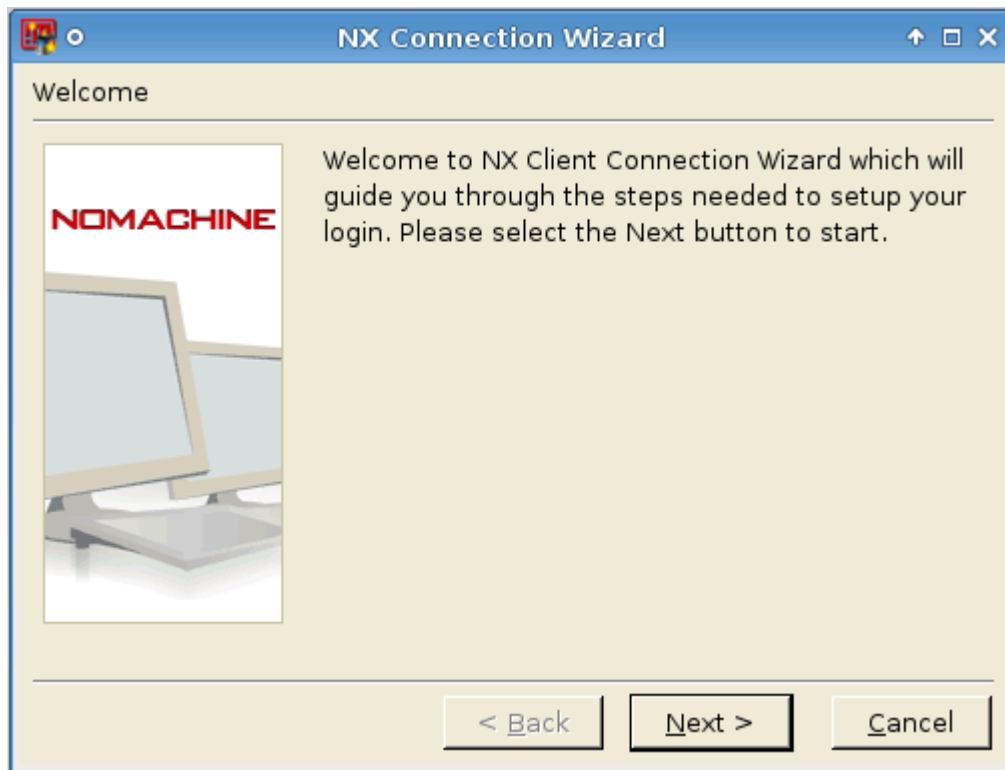 NX Connection Wizard
Welcome
NOMACHINE
Welcome to NX Client Connection Wizard which will
guide you through the steps needed to setup your
login. Please select the Next button to start.
< Back
Next >
Cancel